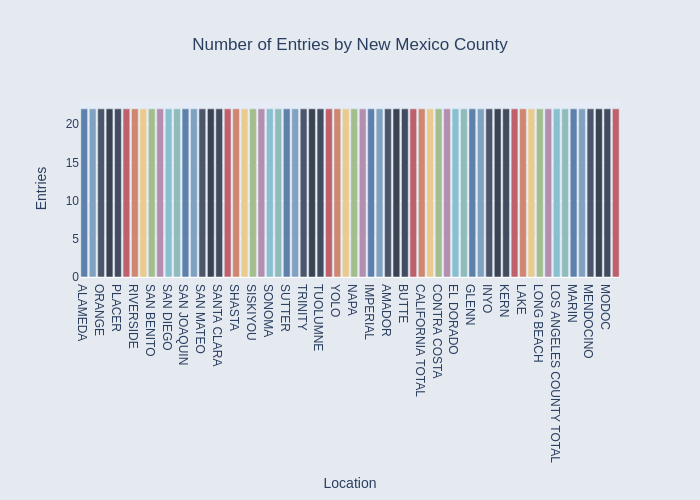 Number of Entries by New Mexico County
Entries
20
15
10
5
0
ALAMEDA
ORANGE
PLACER
RIVERSIDE
SAN BENITO
SAN DIEGO
SAN JOAQUIN
SAN MATEO
SANTA CLARA
SHASTA
SISKIYOU
SONOMA
SUTTER
TRINITY
TUOLUMNE
YOLO
NAPA
IMPERIAL
AMADOR
BUTTE
CALIFORNIA TOTAL
CONTRA COSTA
EL DORADO
GLENN
INYO
KERN
LAKE
LONG BEACH
LOS ANGELES COUNTY TOTAL
MARIN
MENDOCINO
MODOC
Location